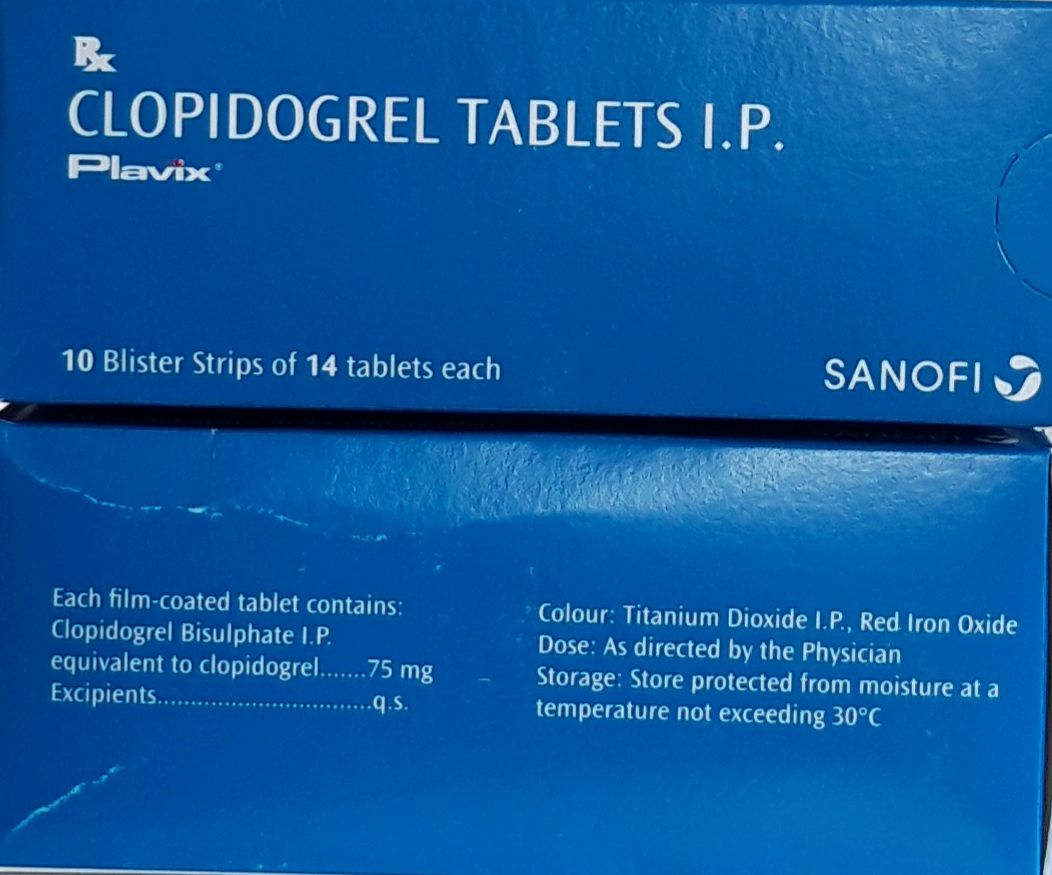 Rx
CLOPIDOGREL TABLETS I.P.
Plavix®
10 Blister Strips of 14 tablets each
SANOFI
Each film-coated tablet contains:
Clopidogrel Bisulphate I.P.
equivalent to clopidogrel.......75 mg
Excipients.................................q.s.
Colour: Titanium Dioxide I.P., Red Iron Oxide
Dose: As directed by the Physician
Storage: Store protected from moisture at a
temperature not exceeding 30°C